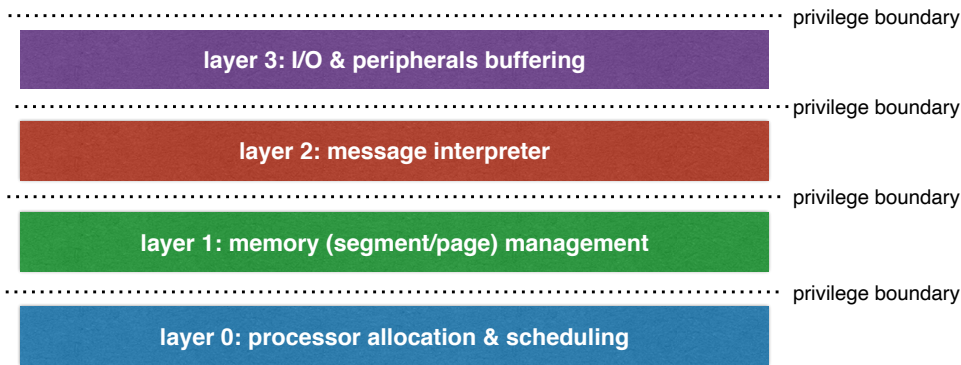 privilege boundary
layer 3: I/O & peripherals buffering
privilege boundary
layer 2: message interpreter
privilege boundary
layer 1: memory (segment/page) management
privilege boundary
layer 0: processor allocation & scheduling